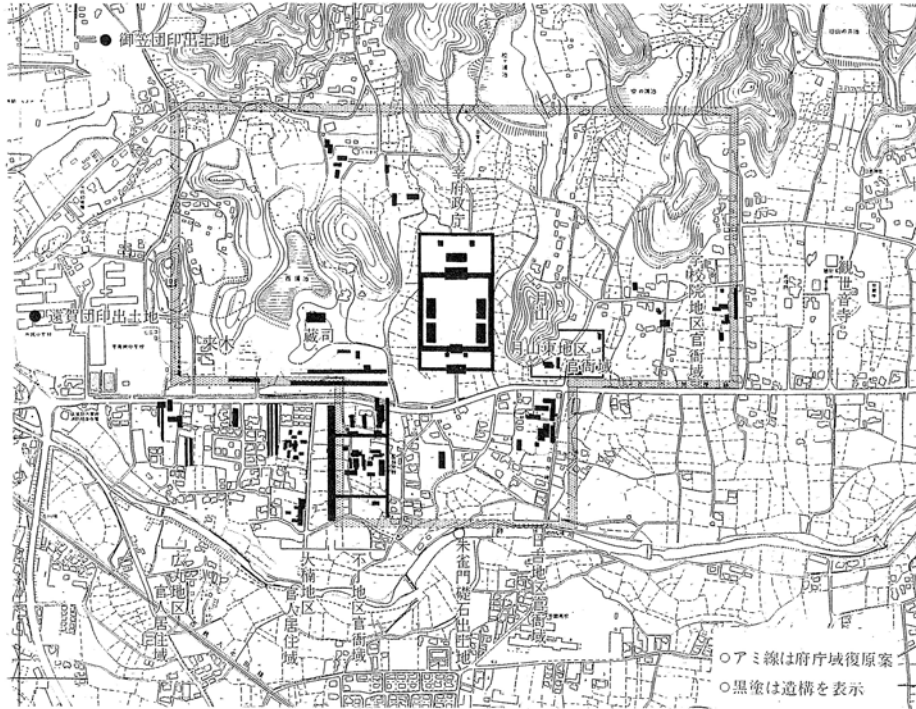 御笠団印出土地
大宰府政庁
月山
学校院地区官衙域
観世音寺
遠賀団印出土地
来木
蔵司
月山東地区
官衙域
広丸地区
官人居住域
大楠地区
官人居住域
不丁地区官衙域
朱雀門礎石出土地
日吉地区官衙域
○アミ線は府庁域復原案
○黒塗は造構を表示